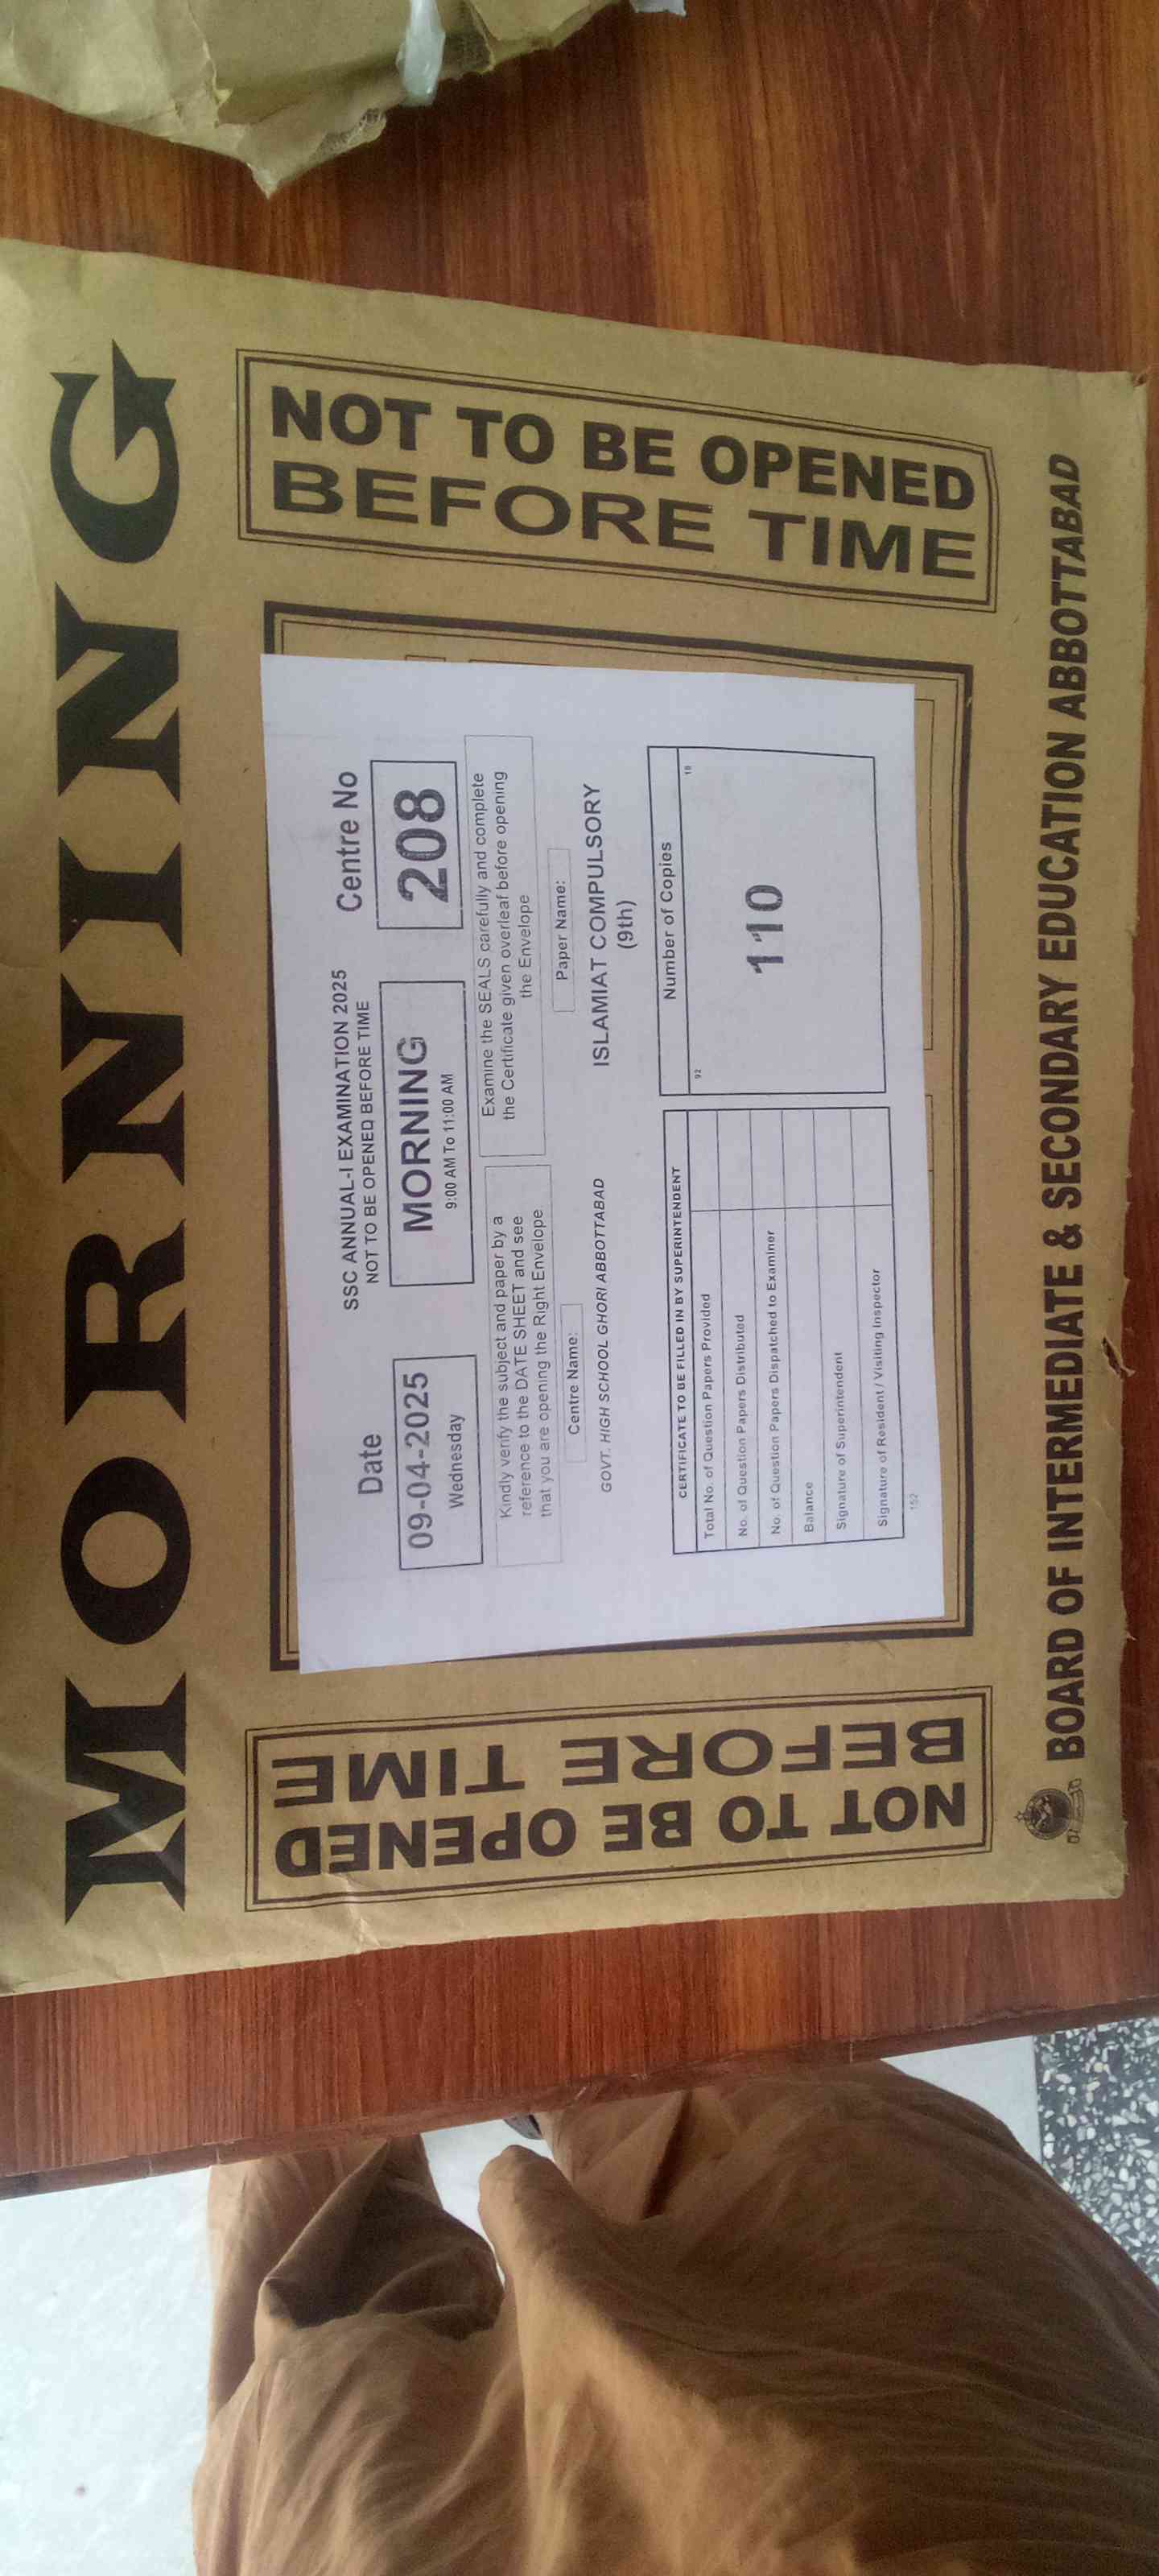 MORNING
NOT TO BE OPENED
BEFORE TIME
Date
09-04-2025
Wednesday
SSC ANNUAL-I EXAMINATION 2025
NOT TO BE OPENED BEFORE TIME
MORNING
9:00 AM To 11:00 AM
Centre No
208
Kindly verify the subject and paper by a
reference to the DATE SHEET and see
that you are opening the Right Envelope
Examine the SEALS carefully and complete
the Certificate given overleaf before opening
the Envelope
Centre Name:
GOVT. HIGH SCHOOL GHORI ABBOTTABAD
Paper Name:
ISLAMIAT COMPULSORY
(9th)
CERTIFICATE TO BE FILLED IN BY SUPERINTENDENT
Total No. of Question Papers Provided
No. of Question Papers Distributed
No. of Question Papers Dispatched to Examiner
Balance
Signature of Superintendent
Signature of Resident / Visiting Inspector
152
Number of Copies
92
18
110
NOT TO BE OPENED
BEFORE TIME
BOARD OF INTERMEDIATE & SECONDARY EDUCATION ABBOTTABAD